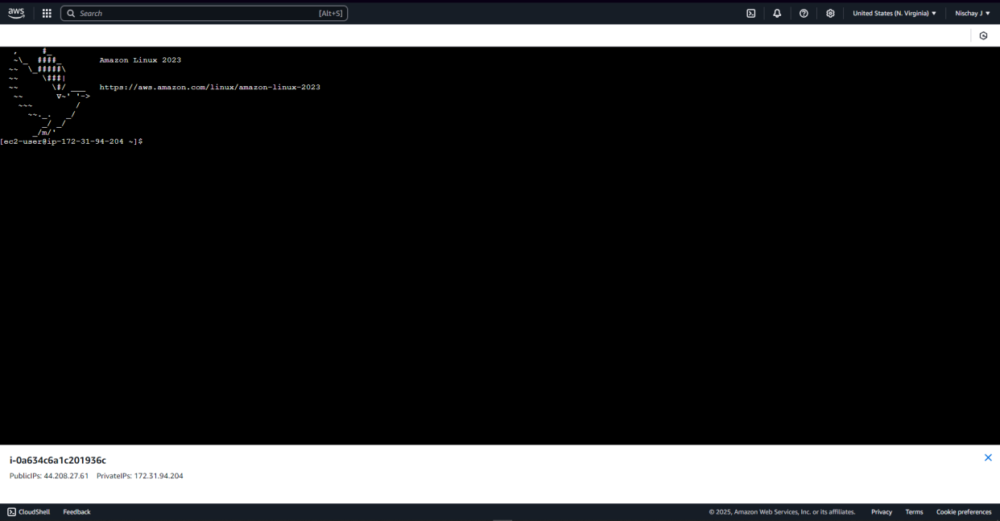 aws
Search [Alt+S] United States (N. Virginia) ▼ Nischay J ▼
   ,     #_
   ~\_  ####_        Amazon Linux 2023
  ~~  \_#####\
  ~~     \###|
  ~~       \#/ ___   https://aws.amazon.com/linux/amazon-linux-2023
   ~~       V~' '->
    ~~~         /
      ~~._.   _/
         _/ _/
       _/m/'
[ec2-user@ip-172-31-94-204 ~]$
i-0a634c6a1c201936c
PublicIPs: 44.208.27.61 PrivateIPs: 172.31.94.204
CloudShell Feedback © 2025, Amazon Web Services, Inc. or its affiliates. Privacy Terms Cookie preferences